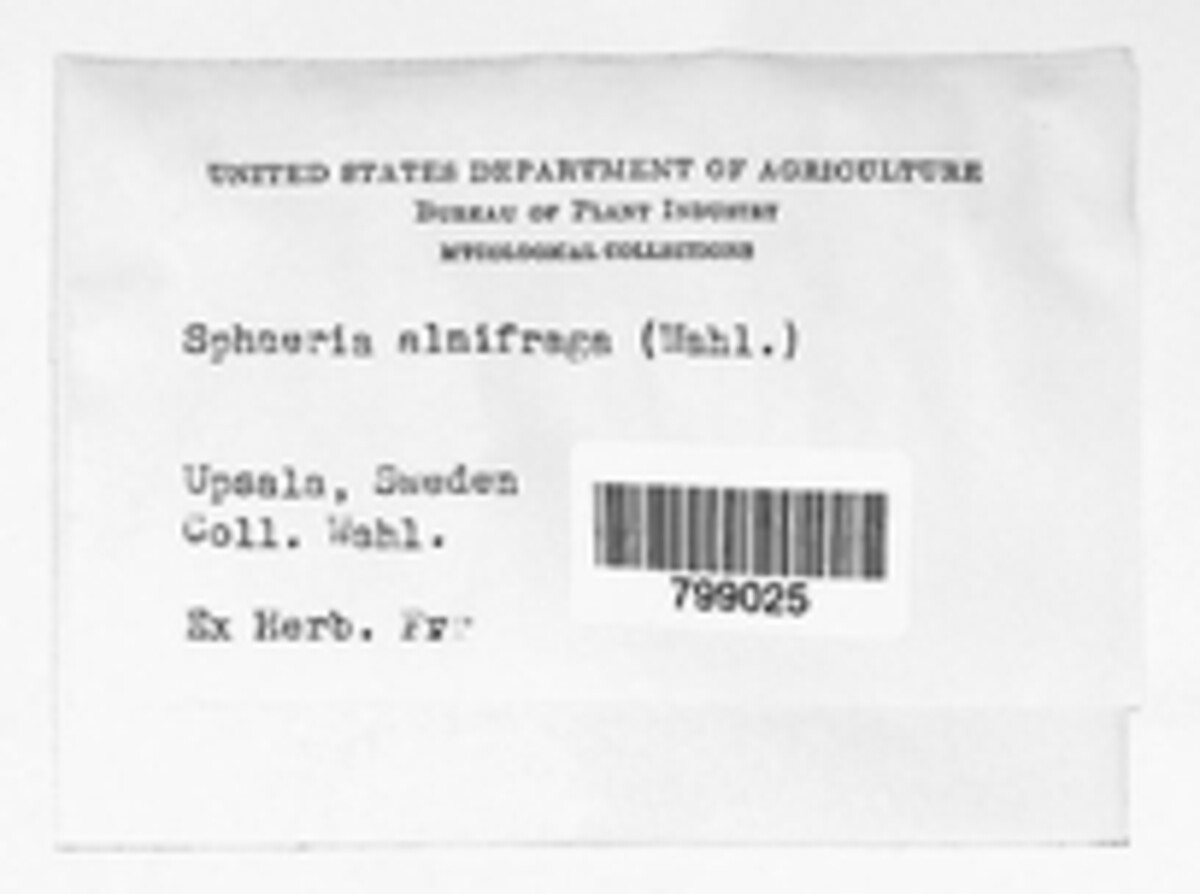 UNITED STATES DEPARTMENT OF AGRICULTURE
BUREAU OF PLANT INDUSTRY
MYCOLOGICAL COLLECTIONS
Sphaeria alnifraga (Wahl.)
Upsala, Sweden
Coll. Wahl.
799025
Ex Herb.